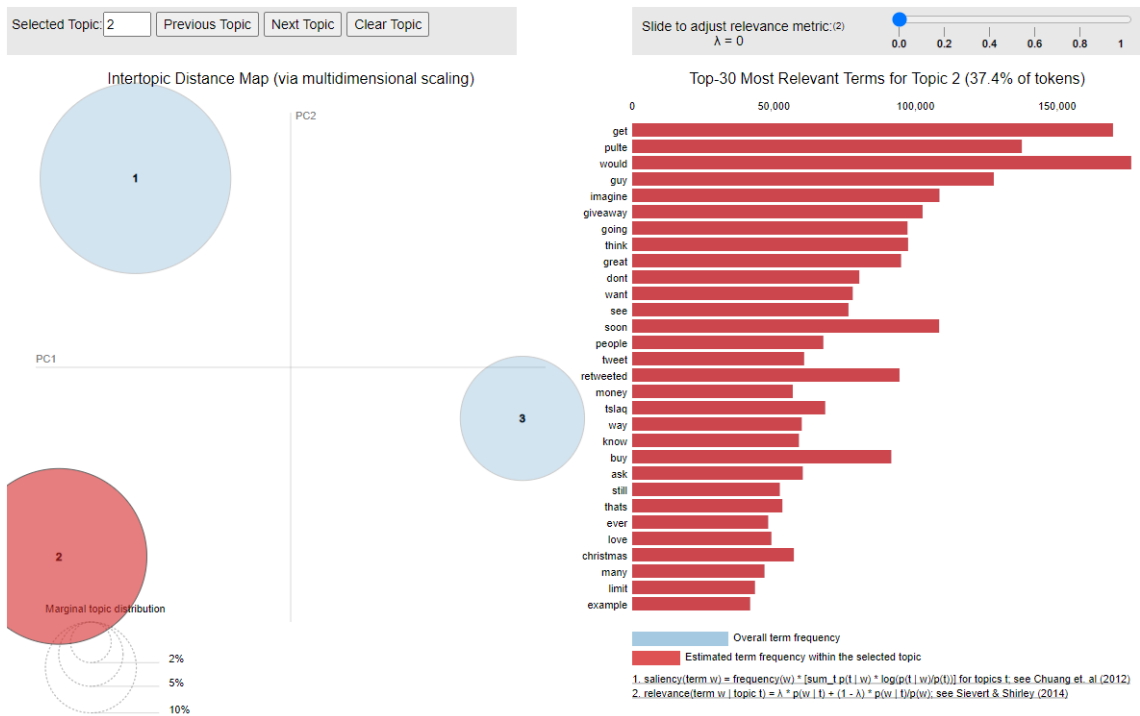 Selected Topic: 2 Previous Topic Next Topic Clear Topic
Slide to adjust relevance metric:(2)
λ = 0
0.0 0.2 0.4 0.6 0.8 1
Intertopic Distance Map (via multidimensional scaling)
PC2
PC1
1
3
2
Marginal topic distribution
2%
5%
10%
Top-30 Most Relevant Terms for Topic 2 (37.4% of tokens)
0 50,000 100,000 150,000
get
pulte
would
guy
imagine
giveaway
going
think
great
dont
want
see
soon
people
tweet
retweeted
money
tslaq
way
know
buy
ask
still
thats
ever
love
christmas
many
limit
example
Overall term frequency
Estimated term frequency within the selected topic
1. saliency(term w) = frequency(w) * [sum_t p(t | w) * log(p(t | w)/p(t))] for topics t; see Chuang et. al (2012)
2. relevance(term w | topic t) = λ * p(w | t) + (1 - λ) * p(w | t)/p(w); see Sievert & Shirley (2014)